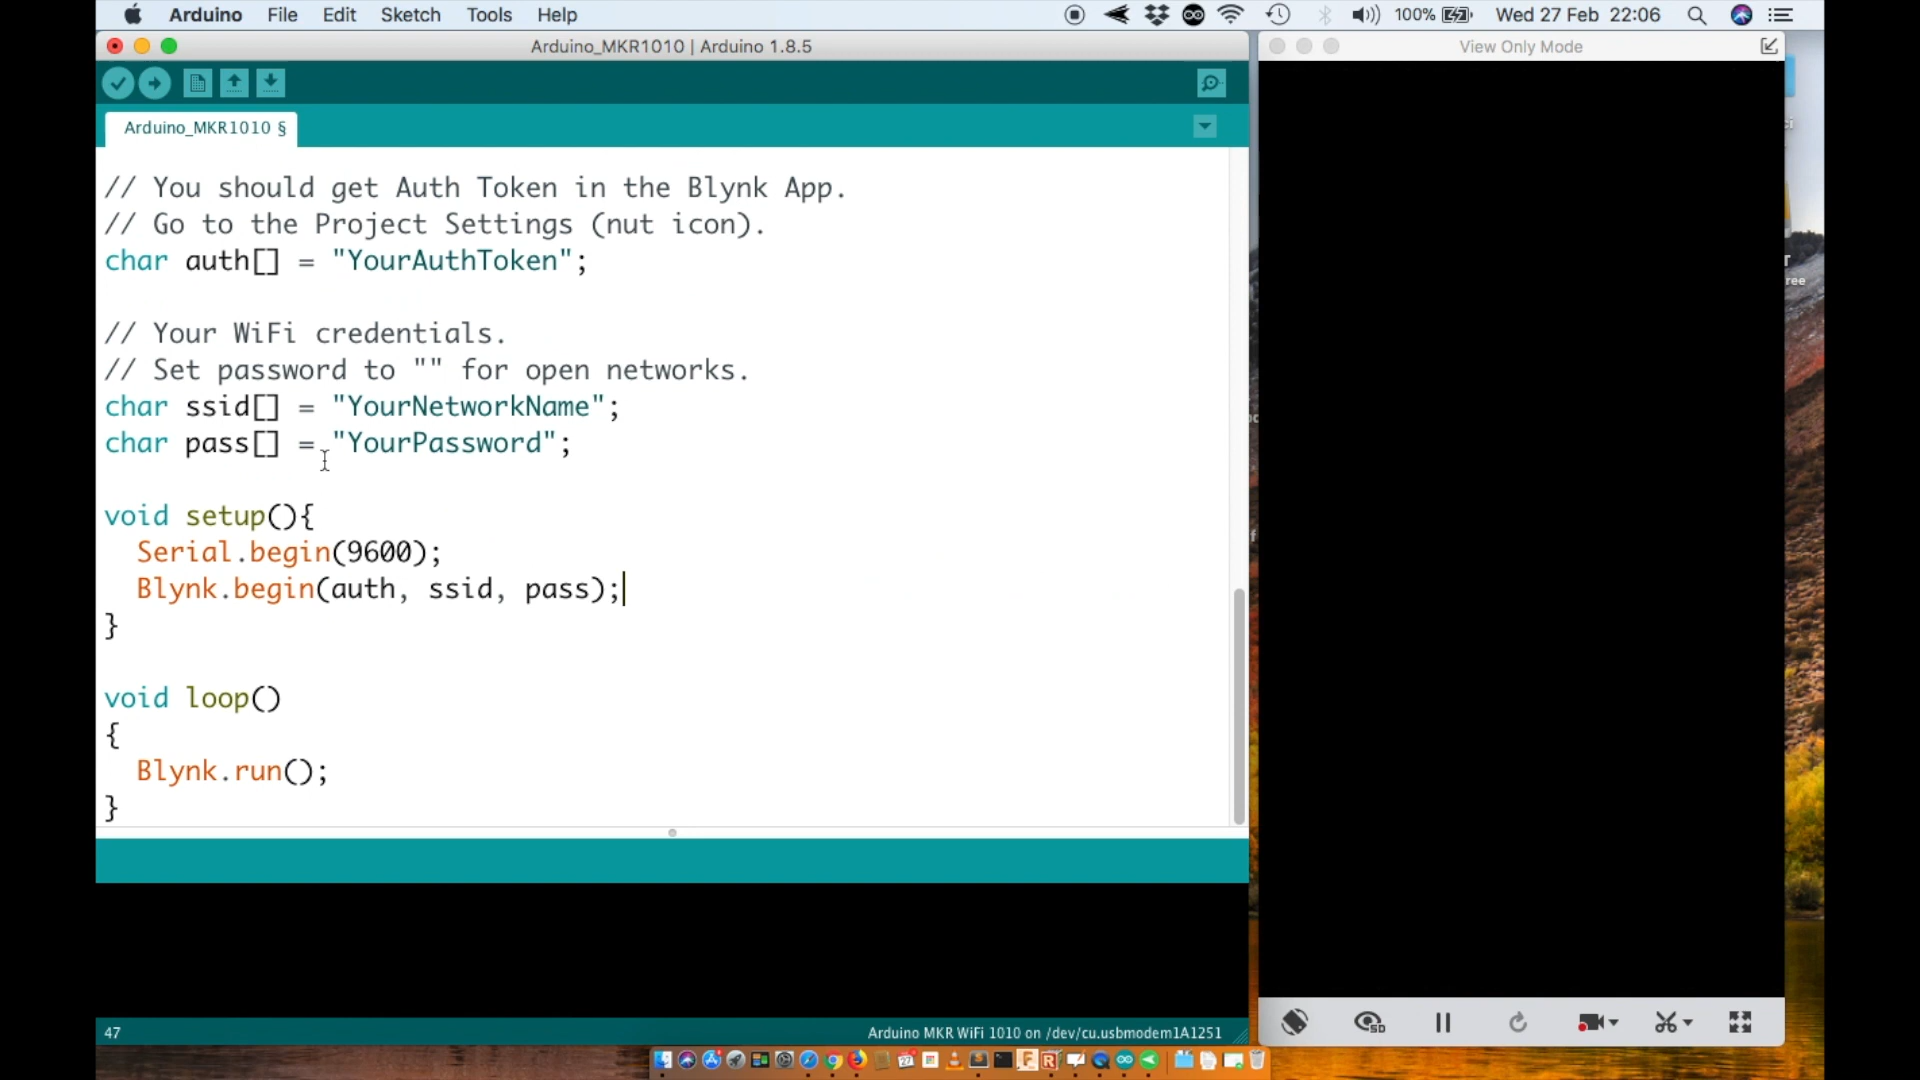 Arduino File Edit Sketch Tools Help 100% Wed 27 Feb 22:06
Arduino_MKR1010 | Arduino 1.8.5
View Only Mode
Arduino_MKR1010 §
// You should get Auth Token in the Blynk App.
// Go to the Project Settings (nut icon).
char auth[] = "YourAuthToken";
// Your WiFi credentials.
// Set password to "" for open networks.
char ssid[] = "YourNetworkName";
char pass[] = "YourPassword";
void setup(){
Serial.begin(9600);
Blynk.begin(auth, ssid, pass);
}
void loop()
{
Blynk.run();
}
47
Arduino MKR WiFi 1010 on /dev/cu.usbmodem1A1251
SD